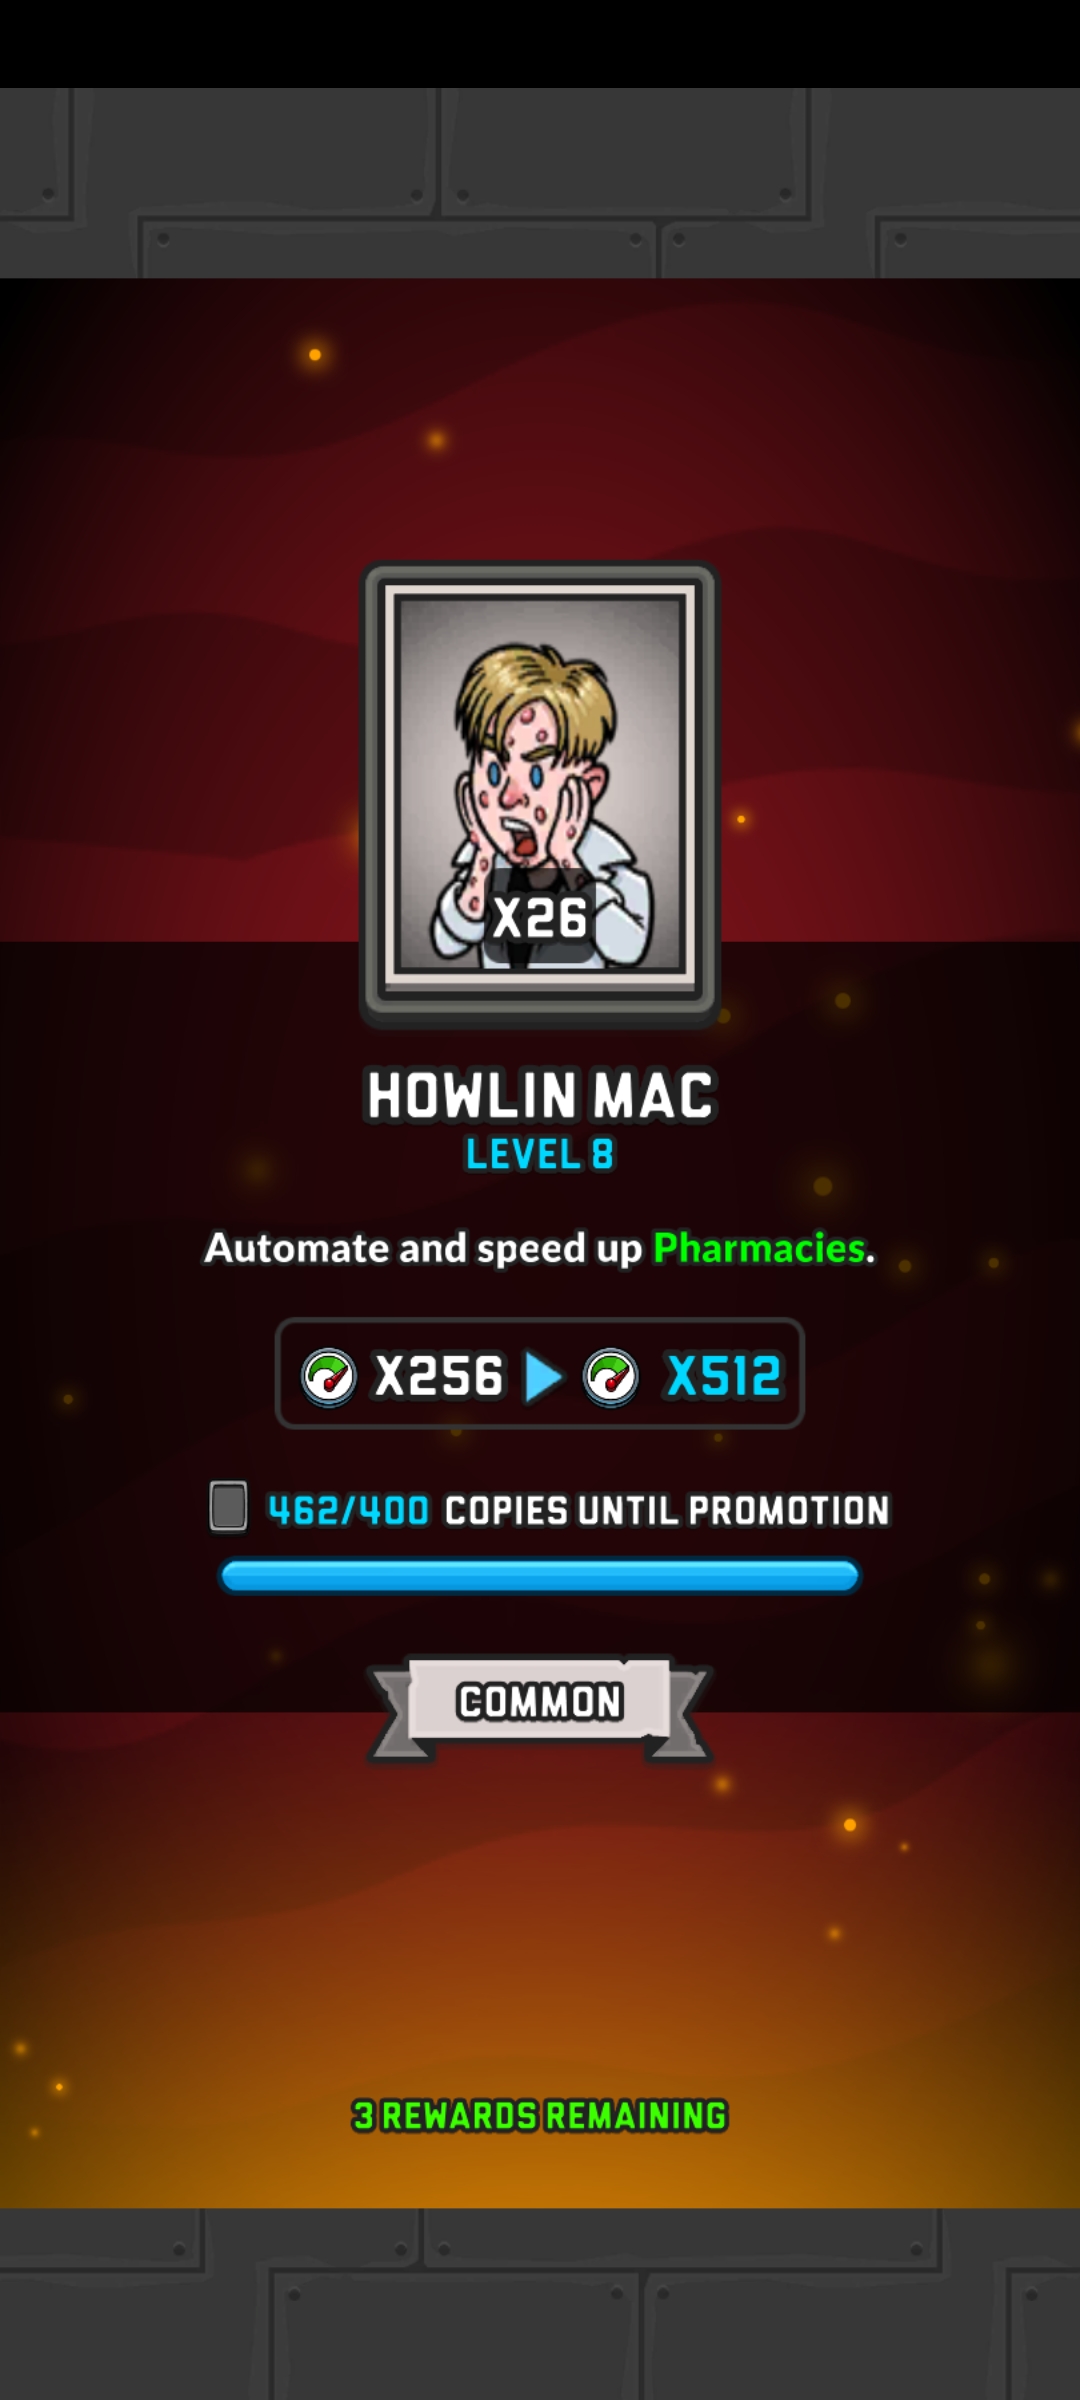 X26
HOWLIN MAC
LEVEL 8
Automate and speed up Pharmacies.
X256 X512
462/400 COPIES UNTIL PROMOTION
COMMON
3 REWARDS REMAINING